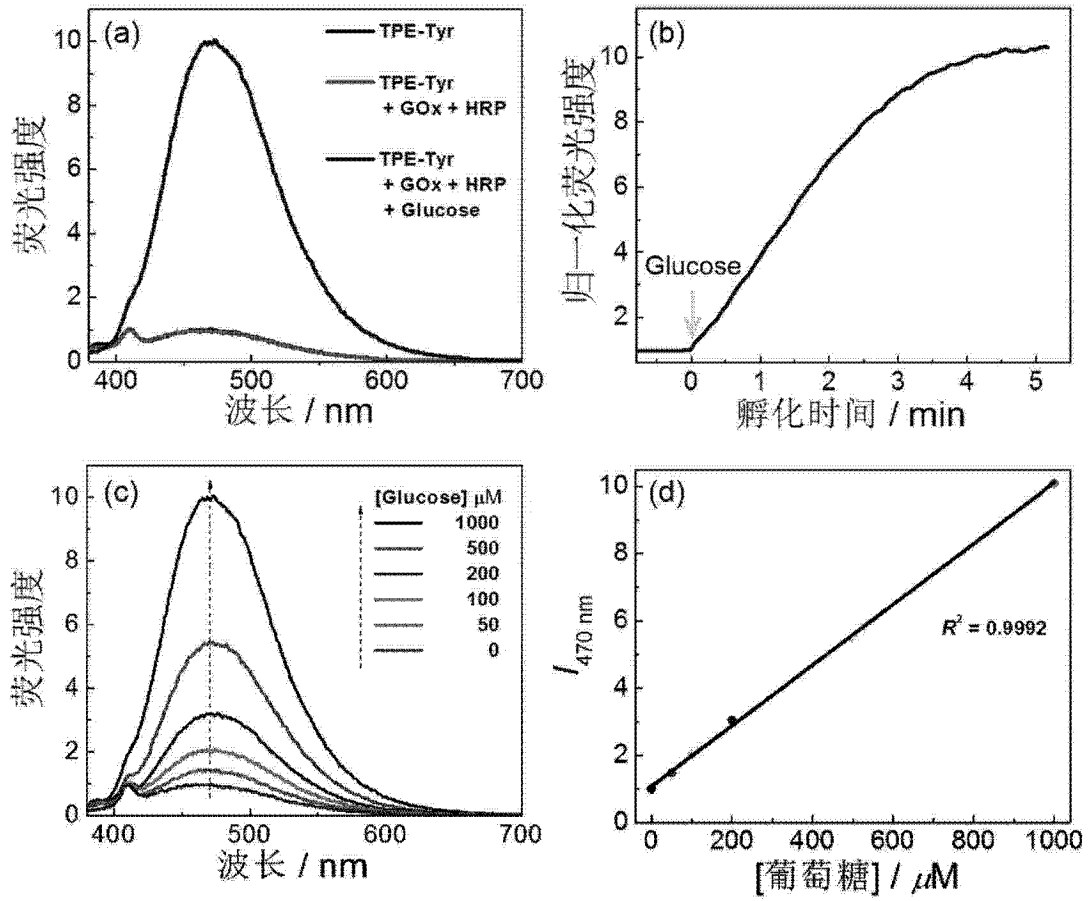 (a)
荧光强度
10
8
6
4
2
0
TPE-Tyr
TPE-Tyr
+ GOx + HRP
TPE-Tyr
+ GOx + HRP
+ Glucose
400 500 600 700
波长 / nm
(b)
归一化荧光强度
10
8
6
4
2
Glucose
0 1 2 3 4 5
孵化时间 / min
(c)
荧光强度
10
8
6
4
2
0
[Glucose] μM
1000
500
200
100
50
0
400 500 600 700
波长 / nm
(d)
I470 nm
10
8
6
4
2
0
R² = 0.9992
0 200 400 600 800 1000
[葡萄糖] / μM